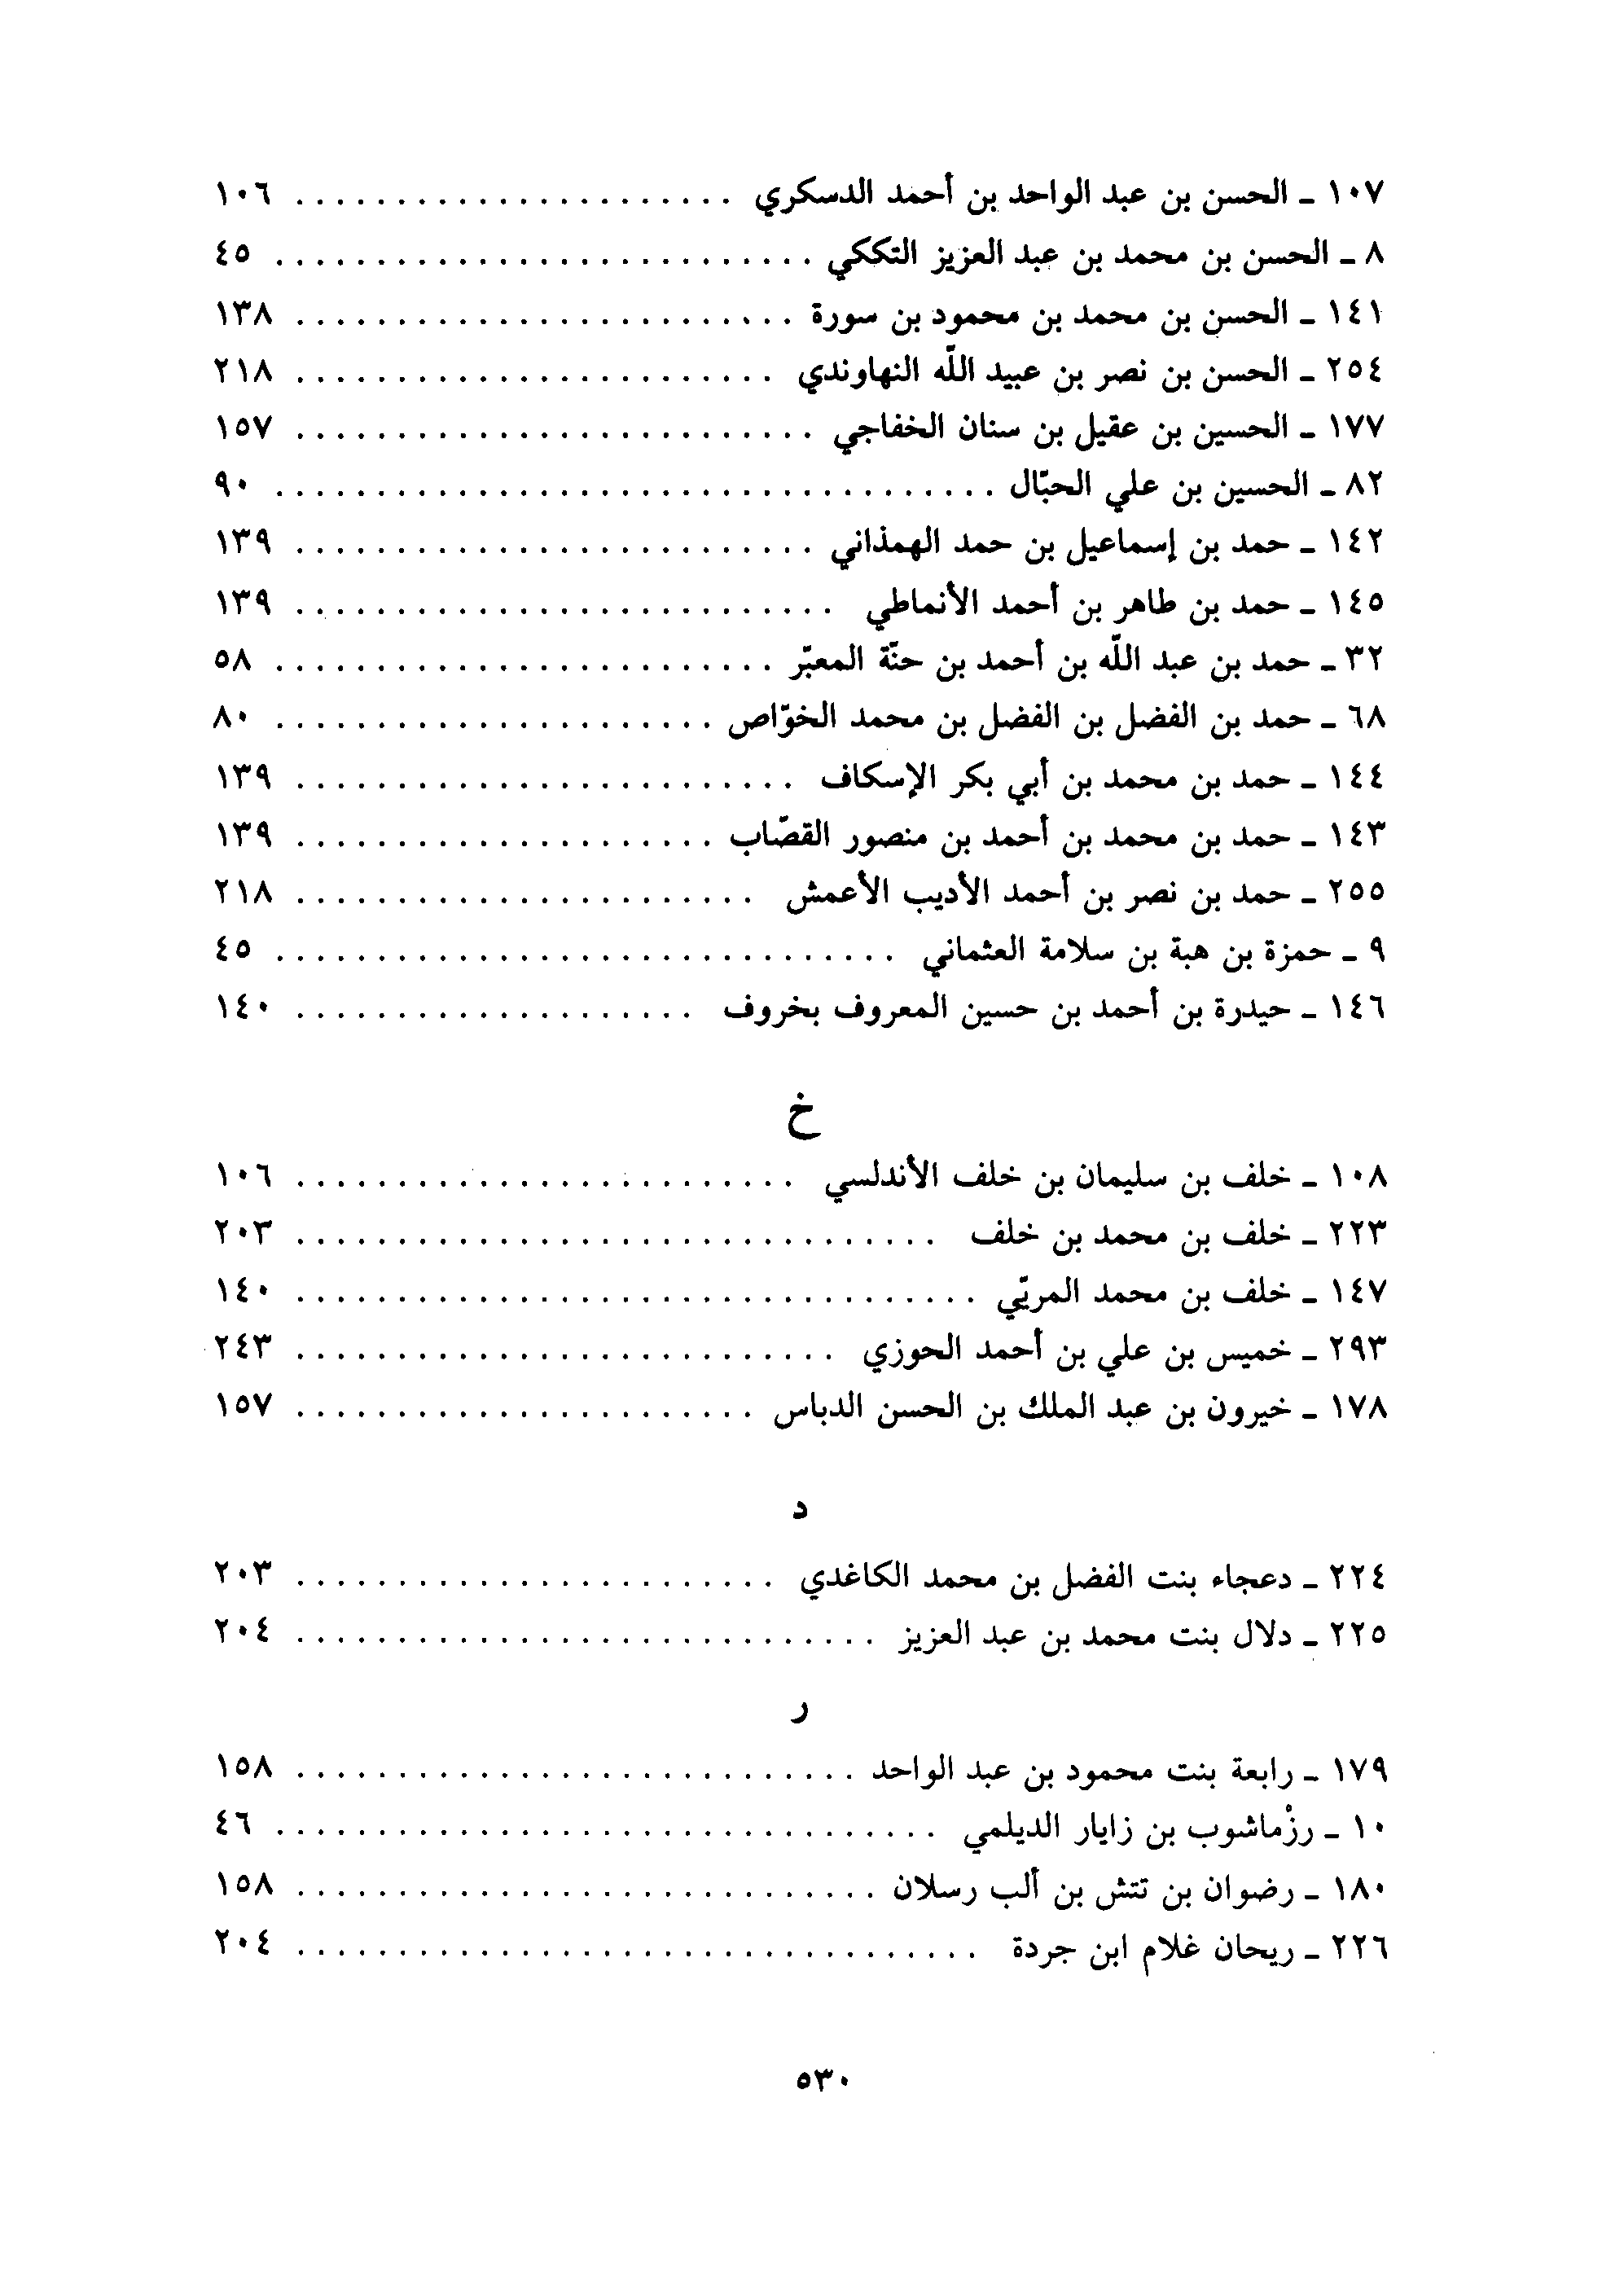 ١٠٧ ـ الحسن بن عبد الواحد بن أحمد الدسكري . . . . . . . . . . . . . . . . . . . . . . ١٠٦
٨ ـ الحسن بن محمد بن عبد العزيز التككي . . . . . . . . . . . . . . . . . . . . . . . . . . . ٤٥
١٤١ ـ الحسن بن محمد بن محمود بن سورة . . . . . . . . . . . . . . . . . . . . . . . . . ١٣٨
٢٥٤ ـ الحسن بن نصر بن عبيد اللّه النهاوندي . . . . . . . . . . . . . . . . . . . . . . . . ٢١٨
١٧٧ ـ الحسين بن عقيل بن سنان الخفاجي . . . . . . . . . . . . . . . . . . . . . . . . . . ١٥٧
٨٢ ـ الحسين بن علي الحبّال . . . . . . . . . . . . . . . . . . . . . . . . . . . . . . . . . . . . ٩٠
١٤٢ ـ حمد بن إسماعيل بن حمد الهمذاني . . . . . . . . . . . . . . . . . . . . . . . . . . ١٣٩
١٤٥ ـ حمد بن طاهر بن أحمد الأنماطي . . . . . . . . . . . . . . . . . . . . . . . . . . . ١٣٩
٣٢ ـ حمد بن عبد اللّه بن أحمد بن حنّة المعبّر . . . . . . . . . . . . . . . . . . . . . . . . . ٥٨
٦٨ ـ حمد بن الفضل بن الفضل بن محمد الخوّاص . . . . . . . . . . . . . . . . . . . . . . ٨٠
١٤٤ ـ حمد بن محمد بن أبي بكر الإسكاف . . . . . . . . . . . . . . . . . . . . . . . . . ١٣٩
١٤٣ ـ حمد بن محمد بن أحمد بن منصور القصّاب . . . . . . . . . . . . . . . . . . . . . ١٣٩
٢٥٥ ـ حمد بن نصر بن أحمد الأديب الأعمش . . . . . . . . . . . . . . . . . . . . . . . ٢١٨
٩ ـ حمزة بن هبة بن سلامة العثماني . . . . . . . . . . . . . . . . . . . . . . . . . . . . . . . ٤٥
١٤٦ ـ حيدرة بن أحمد بن حسين المعروف بخروف . . . . . . . . . . . . . . . . . . . . ١٤٠
خ
١٠٨ ـ خلف بن سليمان بن خلف الأندلسي . . . . . . . . . . . . . . . . . . . . . . . . . ١٠٦
٢٢٣ ـ خلف بن محمد بن خلف . . . . . . . . . . . . . . . . . . . . . . . . . . . . . . . . ٢٠٣
١٤٧ ـ خلف بن محمد المريّي . . . . . . . . . . . . . . . . . . . . . . . . . . . . . . . . . . ١٤٠
٢٩٣ ـ خميس بن علي بن أحمد الحوزي . . . . . . . . . . . . . . . . . . . . . . . . . . . ٢٤٣
١٧٨ ـ خيرون بن عبد الملك بن الحسن الدباس . . . . . . . . . . . . . . . . . . . . . . . ١٥٧
د
٢٢٤ ـ دعجاء بنت الفضل بن محمد الكاغدي . . . . . . . . . . . . . . . . . . . . . . . . ٢٠٣
٢٢٥ ـ دلال بنت محمد بن عبد العزيز . . . . . . . . . . . . . . . . . . . . . . . . . . . . . ٢٠٤
ر
١٧٩ ـ رابعة بنت محمود بن عبد الواحد . . . . . . . . . . . . . . . . . . . . . . . . . . . . ١٥٨
١٠ ـ رزْماشوب بن زايار الديلمي . . . . . . . . . . . . . . . . . . . . . . . . . . . . . . . . . ٤٦
١٨٠ ـ رضوان بن تتش بن ألب رسلان . . . . . . . . . . . . . . . . . . . . . . . . . . . . . ١٥٨
٢٢٦ ـ ريحان غلام ابن جردة . . . . . . . . . . . . . . . . . . . . . . . . . . . . . . . . . . ٢٠٤
٥٣٠